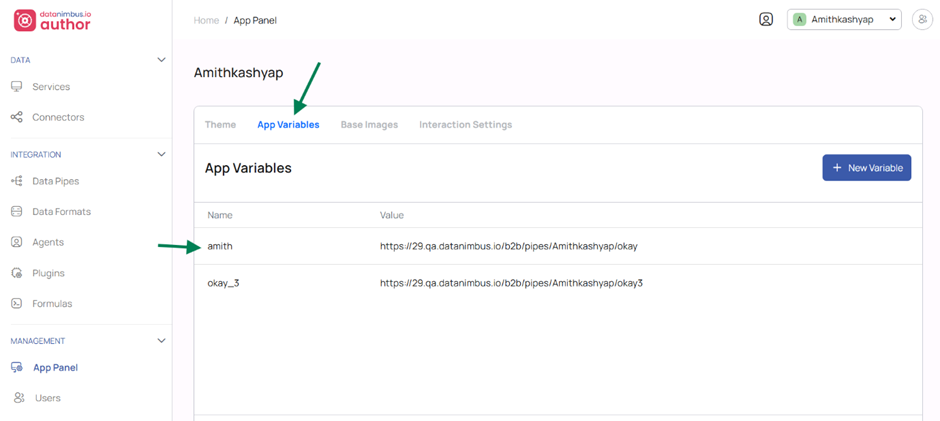 datanimbus.io
author
Home / App Panel
A Amithkashyap
DATA
Services
Connectors
INTEGRATION
Data Pipes
Data Formats
Agents
Plugins
Formulas
MANAGEMENT
App Panel
Users
Amithkashyap
Theme App Variables Base Images Interaction Settings
App Variables
+ New Variable
Name Value
amith https://29.qa.datanimbus.io/b2b/pipes/Amithkashyap/okay
okay_3 https://29.qa.datanimbus.io/b2b/pipes/Amithkashyap/okay3